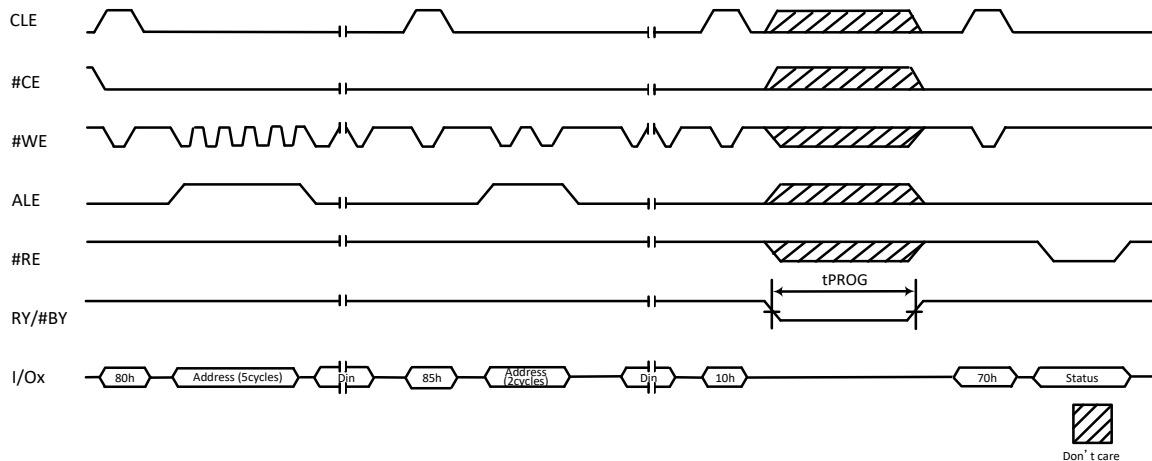 CLE
#CE
#WE
ALE
#RE
tPROG
RY/#BY
I/Ox
80h
Address (5cycles)
Din
85h
Address
(2cycles)
Din
10h
70h
Status
Don't care